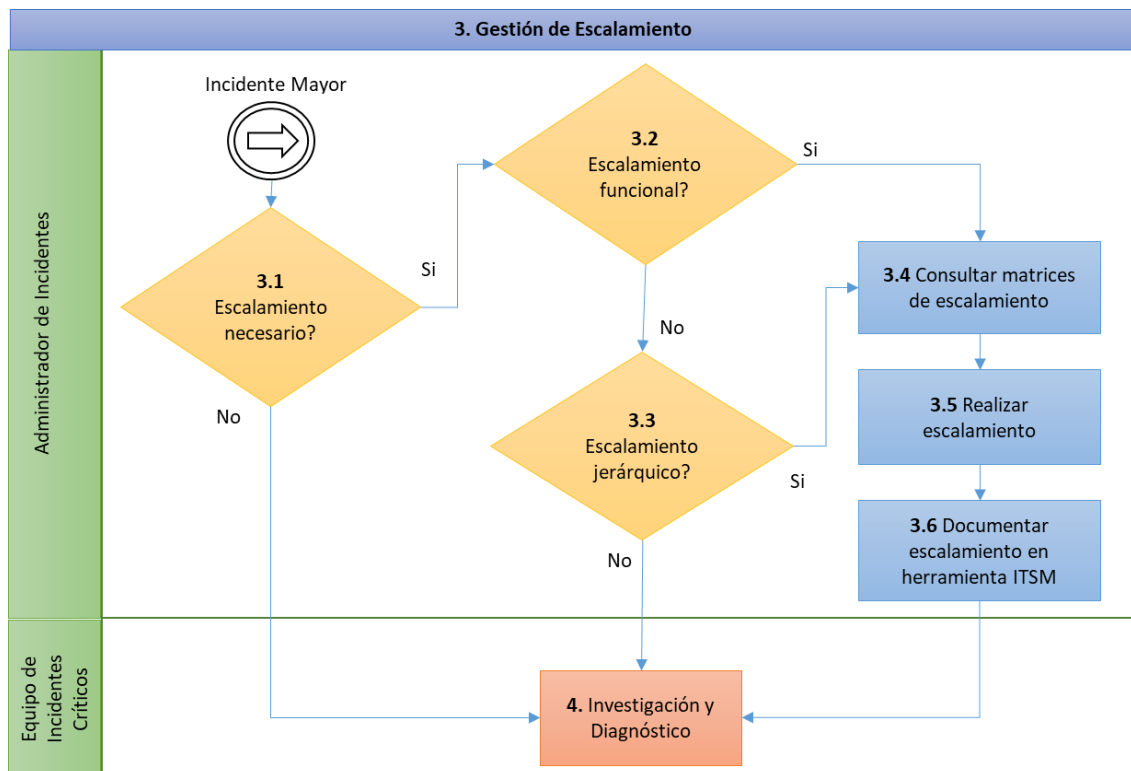 3. Gestión de Escalamiento
Administrador de Incidentes
Incidente Mayor
3.1
Escalamiento
necesario?
Si
No
3.2
Escalamiento
funcional?
Si
No
3.3
Escalamiento
jerárquico?
Si
No
3.4 Consultar matrices
de escalamiento
3.5 Realizar
escalamiento
3.6 Documentar
escalamiento en
herramienta ITSM
Equipo de
Incidentes
Críticos
4. Investigación y
Diagnóstico